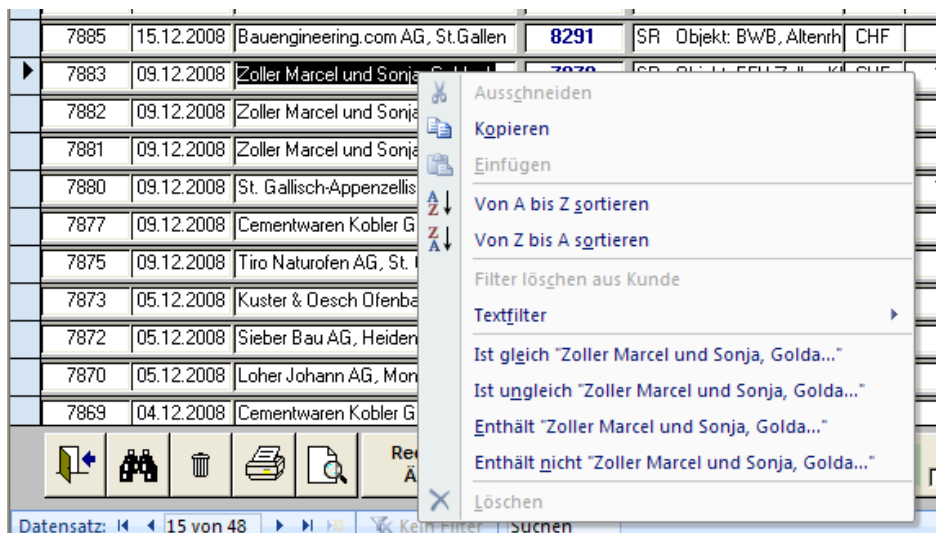 7885 15.12.2008 Bauengineering.com AG, St.Gallen 8291 SR Objekt: BWB, Altenrh CHF
7883 09.12.2008 Zoller Marcel und Sonja CHF
7882 09.12.2008 Zoller Marcel und Sonja
7881 09.12.2008 Zoller Marcel und Sonja
7880 09.12.2008 St. Gallisch-Appenzellis
7877 09.12.2008 Cementwaren Kobler G
7875 09.12.2008 Tiro Naturofen AG, St.
7873 05.12.2008 Kuster & Oesch Ofenba
7872 05.12.2008 Sieber Bau AG, Heiden
7870 05.12.2008 Loher Johann AG, Mon
7869 04.12.2008 Cementwaren Kobler G
Ausschneiden
Kopieren
Einfügen
Von A bis Z sortieren
Von Z bis A sortieren
Filter löschen aus Kunde
Textfilter
Ist gleich "Zoller Marcel und Sonja, Golda..."
Ist ungleich "Zoller Marcel und Sonja, Golda..."
Enthält "Zoller Marcel und Sonja, Golda..."
Enthält nicht "Zoller Marcel und Sonja, Golda..."
Löschen
Datensatz: 15 von 48 Kein Filter Suchen